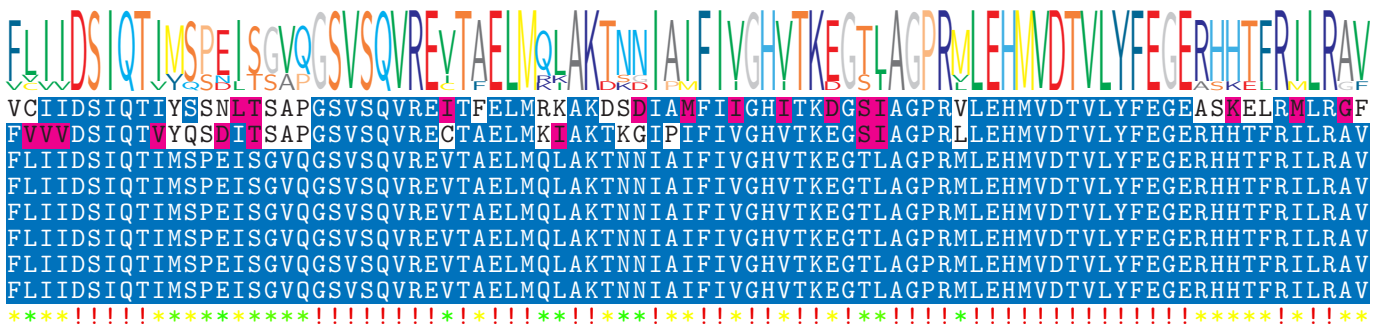 FLIIDSIQTIMSPEISGVQGSVSQVREVTAELMQLAKTNNIAIFIVGHVTKEGTLAGPRMLEHMVDTVLYFEGERHHTFRILRAV
VCIIDSIQTIYSSNLTSAPGSVSQVREITFELMRKAKDSDIAMFIIGHITKDGSIAGPRVLEHMVDTVLYFEGEASKELRMLRGF
FVVVDSIQTVYQSDITSAPGSVSQVRECTAELMKIAKTKGIPIFIVGHVTKEGSIAGPRLLEHMVDTVLYFEGERHHTFRILRAV
FLIIDSIQTIMSPEISGVQGSVSQVREVTAELMQLAKTNNIAIFIVGHVTKEGTLAGPRMLEHMVDTVLYFEGERHHTFRILRAV
FLIIDSIQTIMSPEISGVQGSVSQVREVTAELMQLAKTNNIAIFIVGHVTKEGTLAGPRMLEHMVDTVLYFEGERHHTFRILRAV
FLIIDSIQTIMSPEISGVQGSVSQVREVTAELMQLAKTNNIAIFIVGHVTKEGTLAGPRMLEHMVDTVLYFEGERHHTFRILRAV
FLIIDSIQTIMSPEISGVQGSVSQVREVTAELMQLAKTNNIAIFIVGHVTKEGTLAGPRMLEHMVDTVLYFEGERHHTFRILRAV
FLIIDSIQTIMSPEISGVQGSVSQVREVTAELMQLAKTNNIAIFIVGHVTKEGTLAGPRMLEHMVDTVLYFEGERHHTFRILRAV
FLIIDSIQTIMSPEISGVQGSVSQVREVTAELMQLAKTNNIAIFIVGHVTKEGTLAGPRMLEHMVDTVLYFEGERHHTFRILRAV
****!!!!!**********!!!!!!!!*!*!!!**!!***!**!!*!!*!!*!**!!!!*!!!!!!!!!!!!!!*****!*!!**